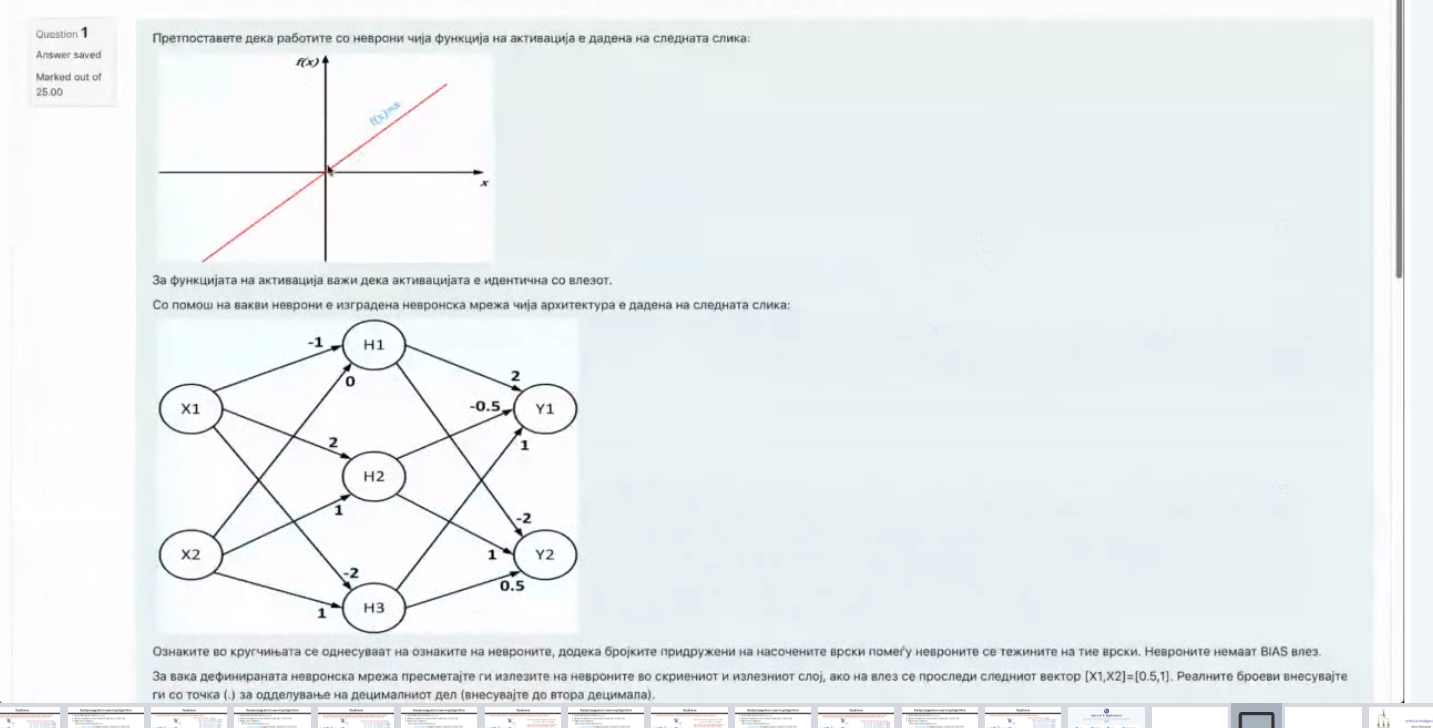 Question 1
Answer saved
Marked out of
25.00
Претпоставете дека работите со неврони чија функција на активација е дадена на следната слика:
f(x)
f(x)=x
x
За функцијата на активација важи дека активацијата е идентична со влезот.
Со помош на вакви неврони е изградена невронска мрежа чија архитектура е дадена на следната слика:
-1
H1
0
2
X1
-0.5
Y1
2
1
H2
1
-2
X2
1
Y2
-2
0.5
1
H3
Ознаките во кругчињата се однесуваат на ознаките на невроните, додека бројките придружени на насочените врски помеѓу невроните се тежините на тие врски. Невроните немаат BIAS влез.
За вака дефинираната невронска мрежа пресметајте ги излезите на невроните во скриениот и излезниот слој, ако на влез се проследи следниот вектор [X1,X2]=[0.5,1]. Реалните броеви внесувајте
ги со точка (.) за одделување на децималниот дел (внесувајте до втора децимала).